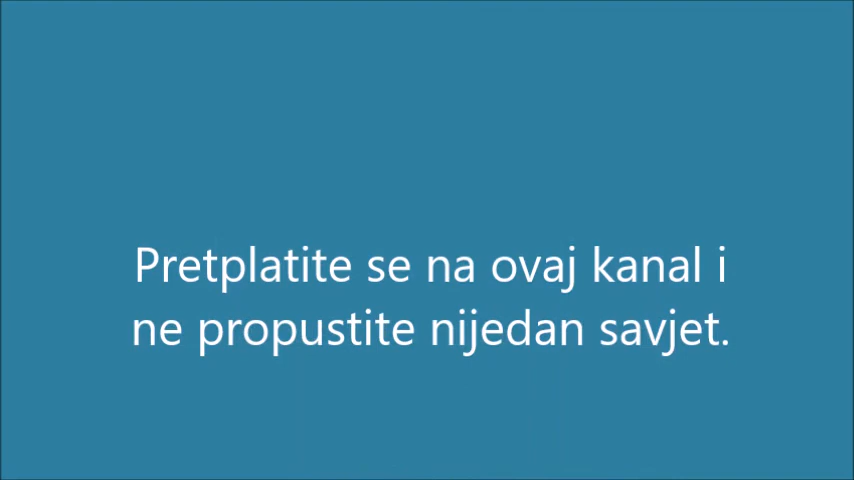 Pretplatite se na ovaj kanal i
ne propustite nijedan savjet.